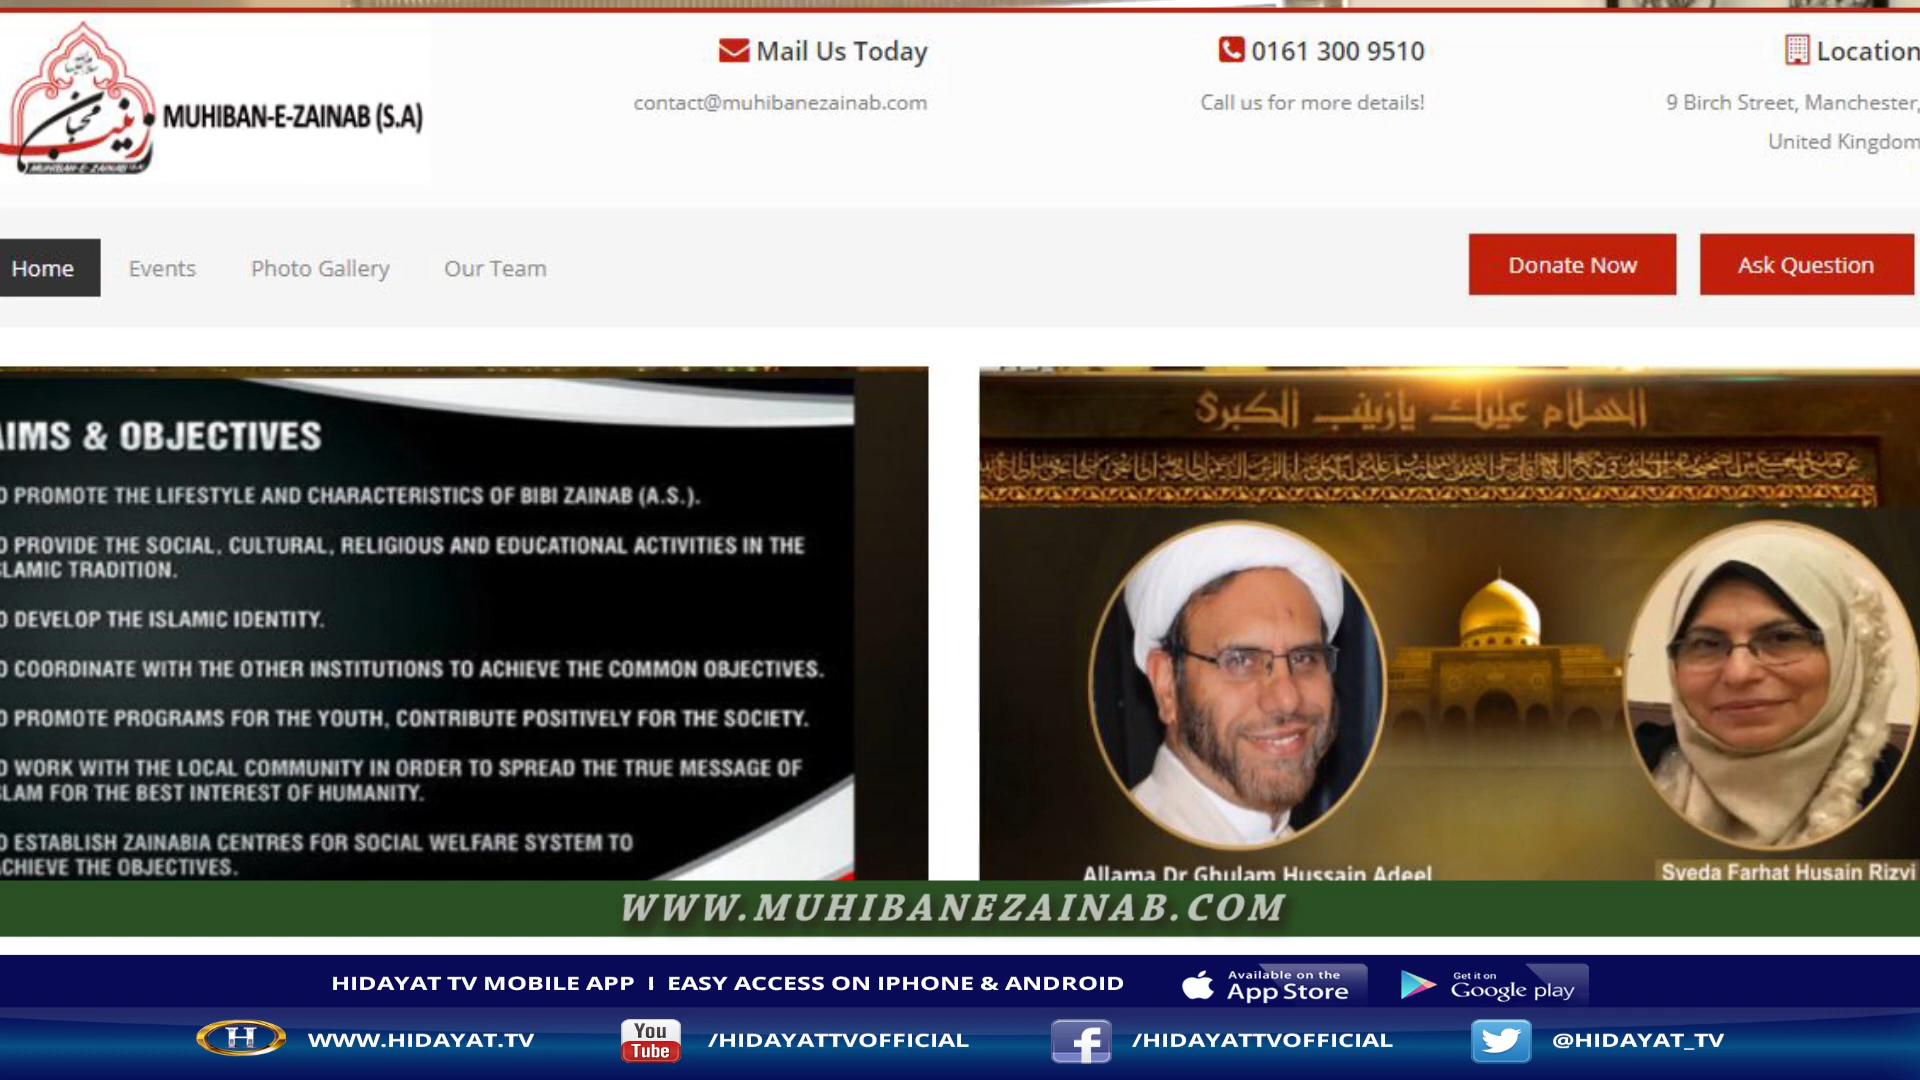 MUHIBAN-E-ZAINAB (S.A)
MUHIBAN-E-ZAINAB (S.A)
Mail Us Today
contact@muhibanezainab.com
0161 300 9510
Call us for more details!
Location
9 Birch Street, Manchester,
United Kingdom
Home
Events
Photo Gallery
Our Team
Donate Now
Ask Question
IMS & OBJECTIVES
O PROMOTE THE LIFESTYLE AND CHARACTERISTICS OF BIBI ZAINAB (A.S.).
O PROVIDE THE SOCIAL, CULTURAL, RELIGIOUS AND EDUCATIONAL ACTIVITIES IN THE
LAMIC TRADITION.
O DEVELOP THE ISLAMIC IDENTITY.
O COORDINATE WITH THE OTHER INSTITUTIONS TO ACHIEVE THE COMMON OBJECTIVES.
O PROMOTE PROGRAMS FOR THE YOUTH, CONTRIBUTE POSITIVELY FOR THE SOCIETY.
O WORK WITH THE LOCAL COMMUNITY IN ORDER TO SPREAD THE TRUE MESSAGE OF
LAM FOR THE BEST INTEREST OF HUMANITY.
O ESTABLISH ZAINABIA CENTRES FOR SOCIAL WELFARE SYSTEM TO
CHIEVE THE OBJECTIVES.
السلام عليك يازينب الكبرى
Allama Dr Ghulam Hussain Adeel
Syeda Farhat Husain Rizvi
WWW.MUHIBANEZAINAB.COM
HIDAYAT TV MOBILE APP I EASY ACCESS ON IPHONE & ANDROID
Available on the
App Store
Get it on
Google play
H
WWW.HIDAYAT.TV
You
Tube
/HIDAYATTVOFFICIAL
f
/HIDAYATTVOFFICIAL
@HIDAYAT_TV